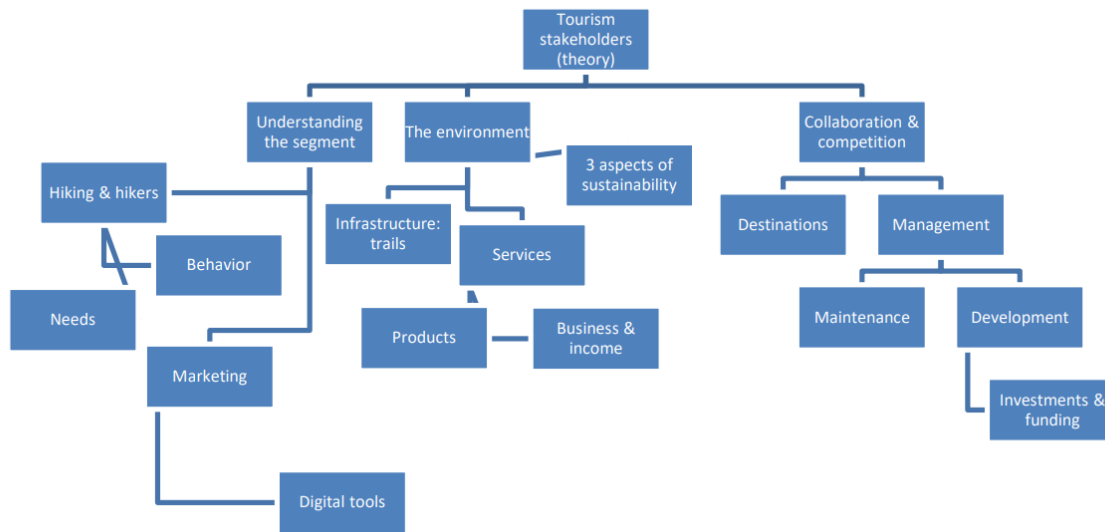 Tourism
stakeholders
(theory)
Understanding
the segment
The environment
Collaboration &
competition
3 aspects of
sustainability
Hiking & hikers
Infrastructure:
trails
Destinations
Management
Services
Behavior
Needs
Products
Business &
income
Maintenance
Development
Marketing
Investments &
funding
Digital tools